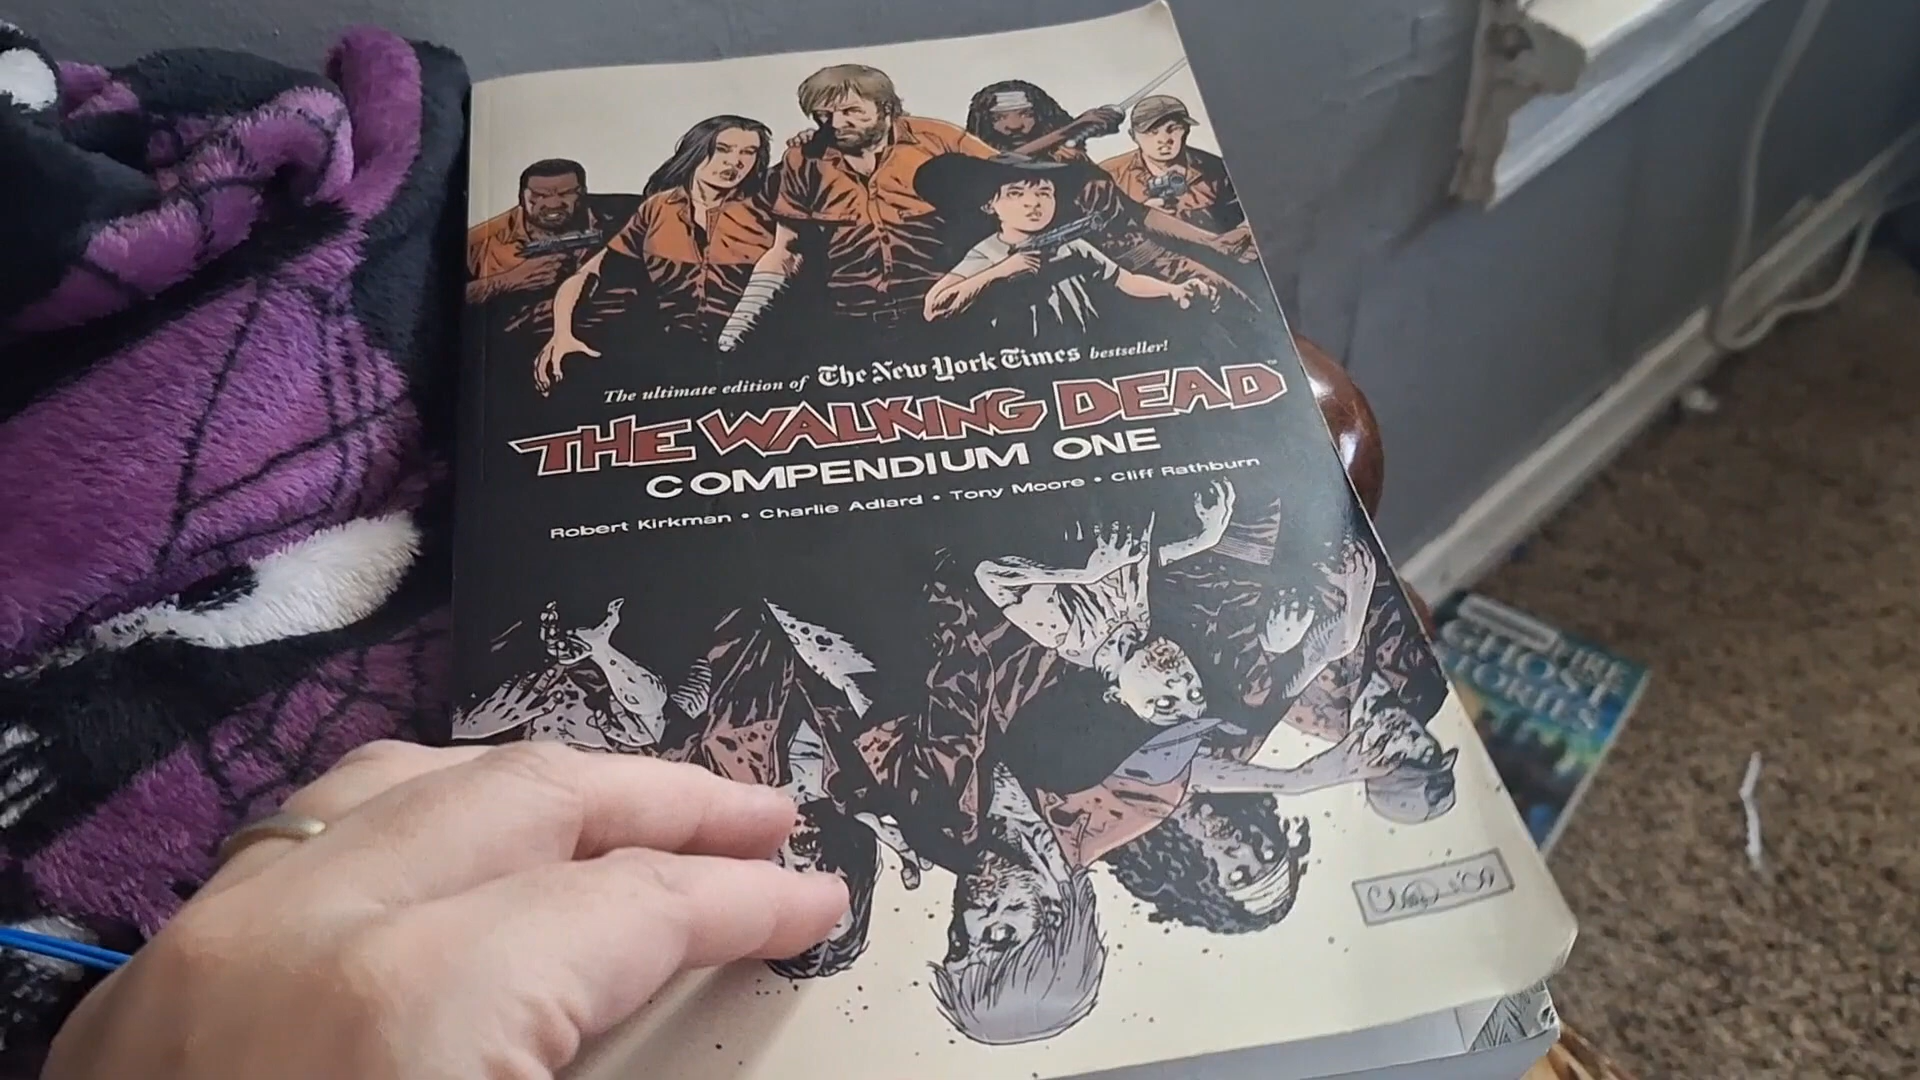 The ultimate edition of The New York Times bestseller!
THE WALKING DEAD™
COMPENDIUM ONE
Robert Kirkman • Charlie Adlard • Tony Moore • Cliff Rathburn
GHOST
STORIES